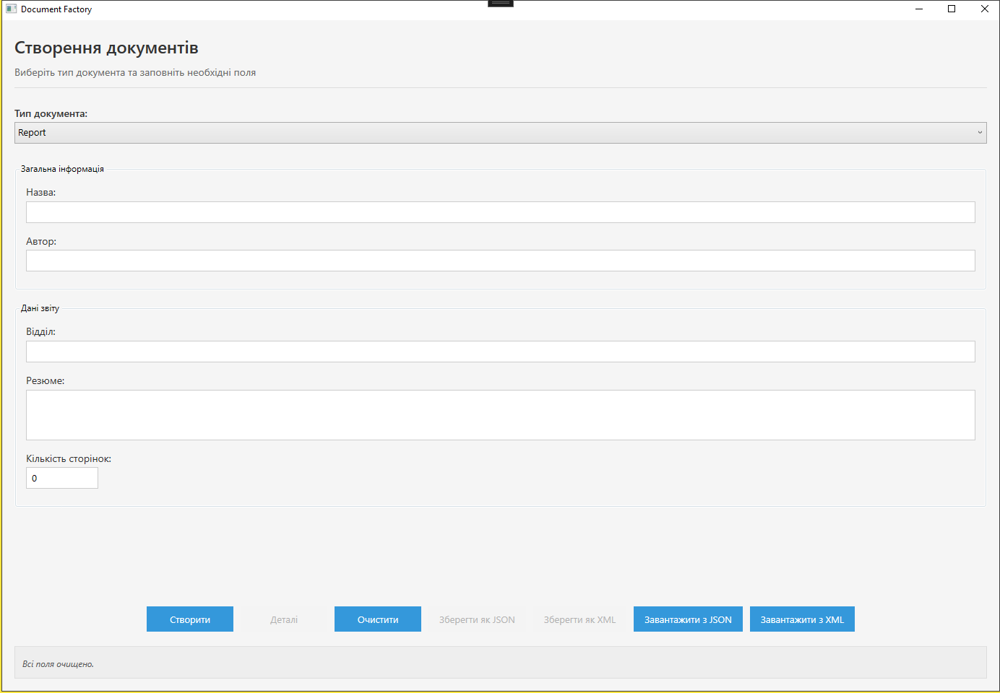 Document Factory
Створення документів
Виберіть тип документа та заповніть необхідні поля
Тип документа:
Report
Загальна інформація
Назва:
Автор:
Дані звіту
Відділ:
Резюме:
Кількість сторінок:
0
Створити Деталі Очистити Зберегти як JSON Зберегти як XML Завантажити з JSON Завантажити з XML
Всі поля очищено.